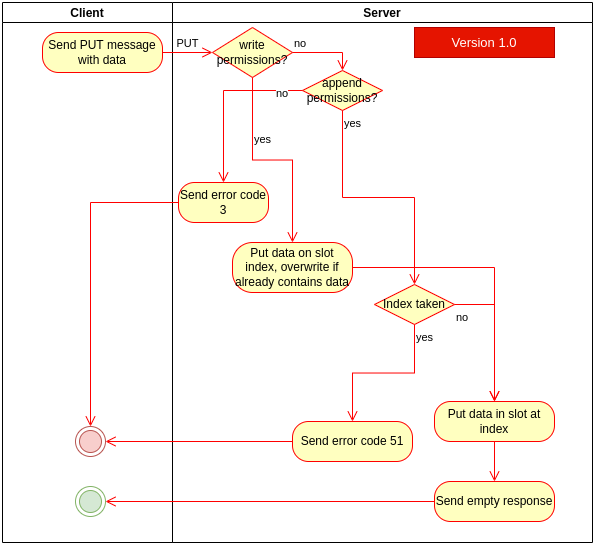 Client
Server
Send PUT message
with data
PUT
write
permissions?
no
Version 1.0
append
permissions?
no
yes
yes
Send error code
3
Put data on slot
index, overwrite if
already contains data
Index taken
no
yes
Put data in slot at
index
Send error code 51
Send empty response